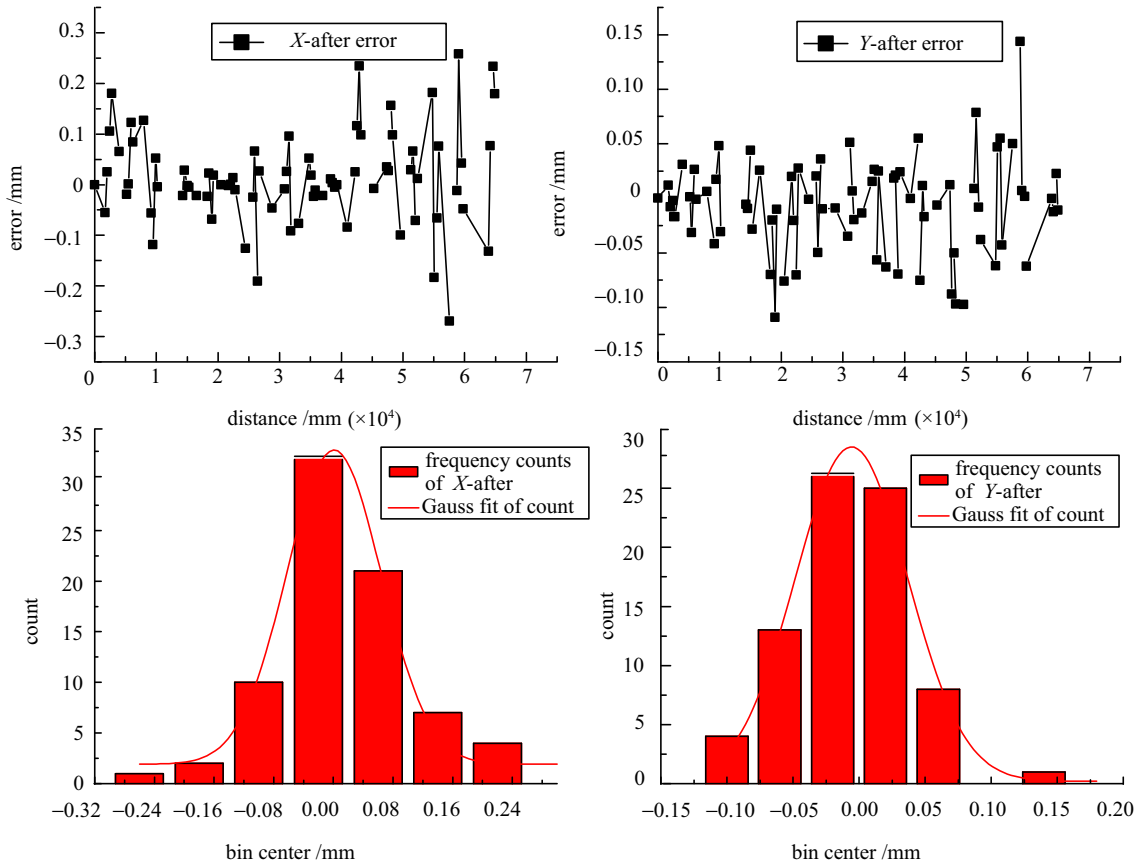 X-after error
0.3
0.2
0.1
0
−0.1
−0.2
−0.3
error /mm
0 1 2 3 4 5 6 7
distance /mm (×10⁴)
Y-after error
0.15
0.10
0.05
0
−0.05
−0.10
−0.15
error /mm
0 1 2 3 4 5 6 7
distance /mm (×10⁴)
frequency counts
of X-after
Gauss fit of count
35
30
25
20
15
10
5
0
count
−0.32 −0.24 −0.16 −0.08 0.00 0.08 0.16 0.24
bin center /mm
frequency counts
of Y-after
Gauss fit of count
30
25
20
15
10
5
0
count
−0.15 −0.10 −0.05 −0.00 0.05 0.10 0.15 0.20
bin center /mm